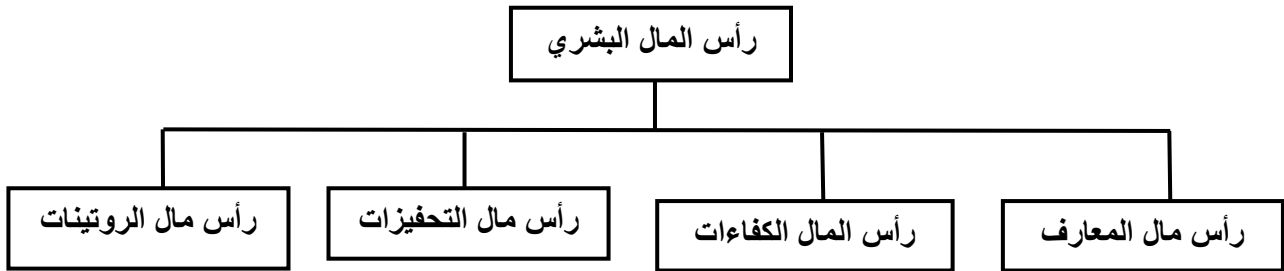 رأس المال البشري
رأس مال المعارف
رأس المال الكفاءات
رأس مال التحفيزات
رأس مال الروتينات